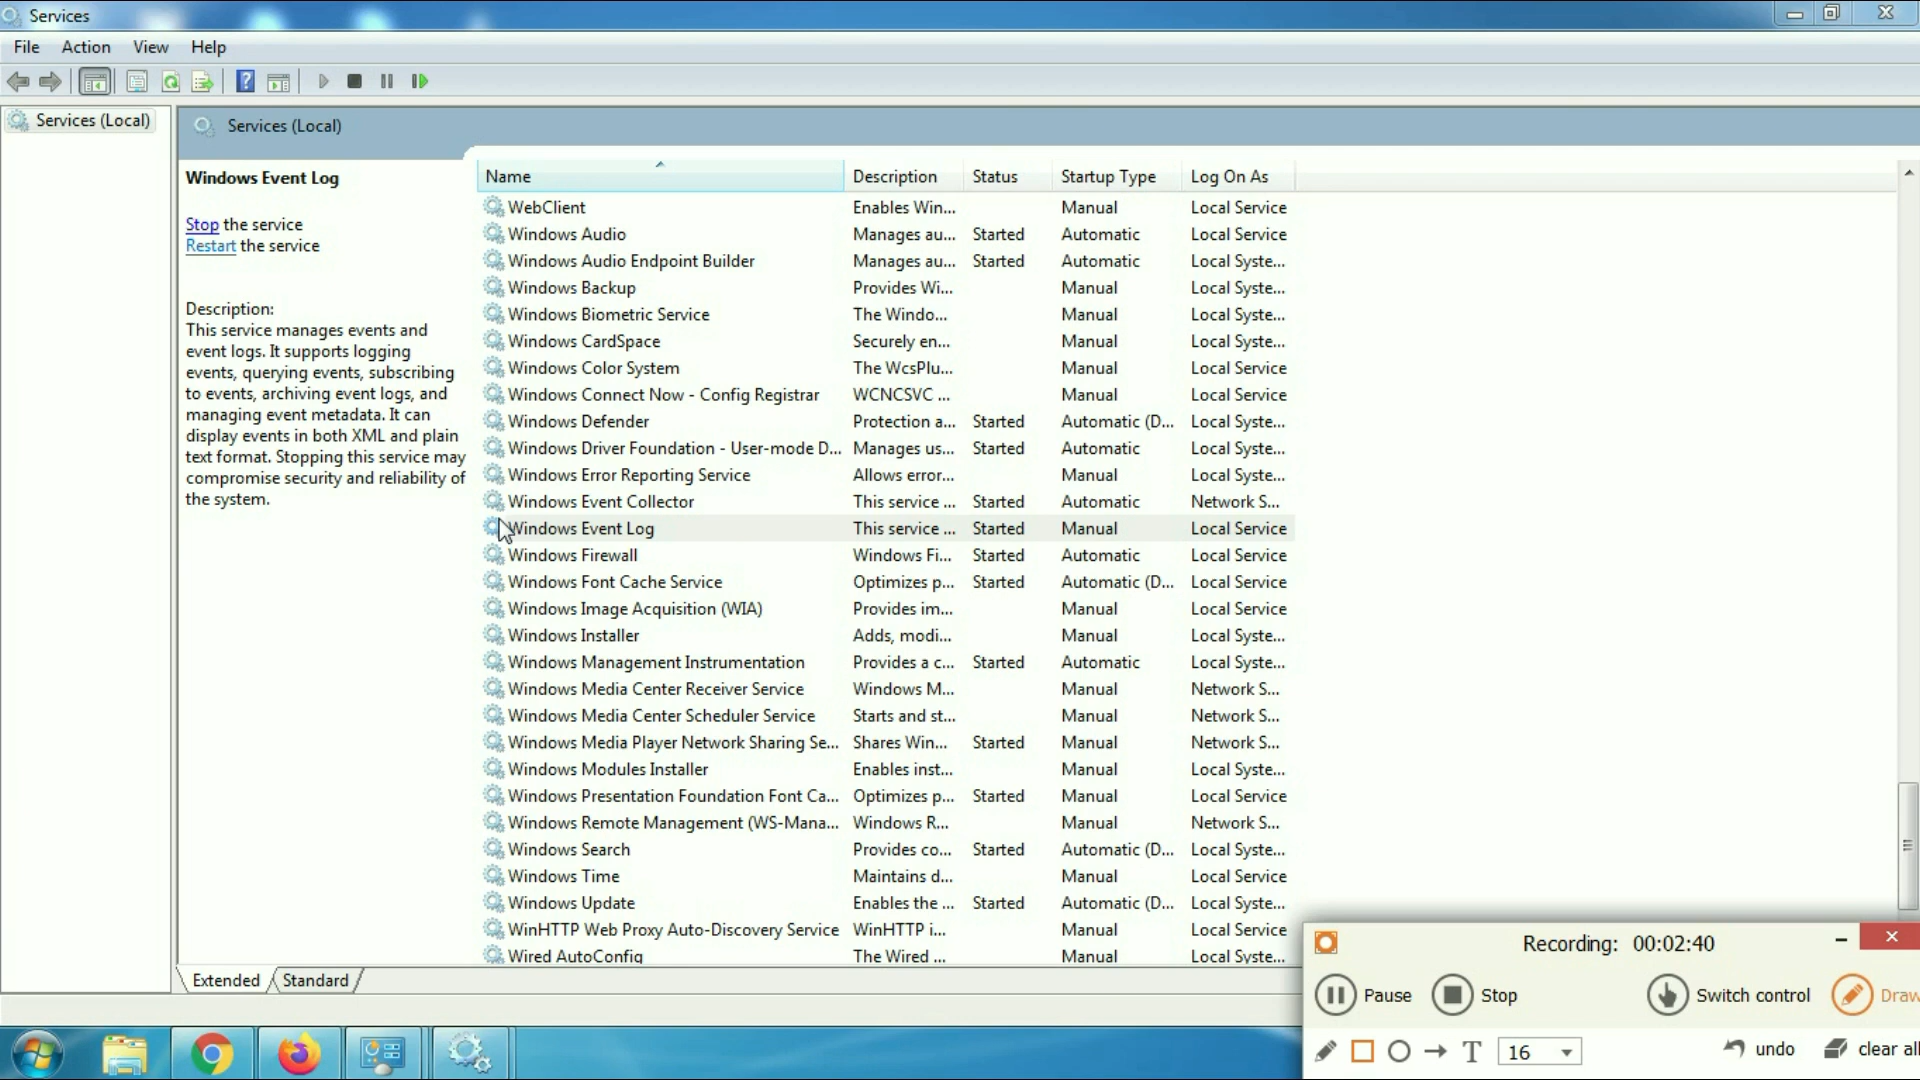 Services
File Action View Help
Services (Local)
Services (Local)
Windows Event Log
Stop the service
Restart the service
Description:
This service manages events and
event logs. It supports logging
events, querying events, subscribing
to events, archiving event logs, and
managing event metadata. It can
display events in both XML and plain
text format. Stopping this service may
compromise security and reliability of
the system.
Name Description Status Startup Type Log On As
WebClient Enables Win... Manual Local Service
Windows Audio Manages au... Started Automatic Local Service
Windows Audio Endpoint Builder Manages au... Started Automatic Local Syste...
Windows Backup Provides Wi... Manual Local Syste...
Windows Biometric Service The Windo... Manual Local Syste...
Windows CardSpace Securely en... Manual Local Syste...
Windows Color System The WcsPlu... Manual Local Service
Windows Connect Now - Config Registrar WCNCSVC ... Manual Local Service
Windows Defender Protection a... Started Automatic (D... Local Syste...
Windows Driver Foundation - User-mode D... Manages us... Started Automatic Local Syste...
Windows Error Reporting Service Allows error... Manual Local Syste...
Windows Event Collector This service ... Started Automatic Network S...
Windows Event Log This service ... Started Manual Local Service
Windows Firewall Windows Fi... Started Automatic Local Service
Windows Font Cache Service Optimizes p... Started Automatic (D... Local Service
Windows Image Acquisition (WIA) Provides im... Manual Local Service
Windows Installer Adds, modi... Manual Local Syste...
Windows Management Instrumentation Provides a c... Started Automatic Local Syste...
Windows Media Center Receiver Service Windows M... Manual Network S...
Windows Media Center Scheduler Service Starts and st... Manual Network S...
Windows Media Player Network Sharing Se... Shares Win... Started Manual Network S...
Windows Modules Installer Enables inst... Manual Local Syste...
Windows Presentation Foundation Font Ca... Optimizes p... Started Manual Local Service
Windows Remote Management (WS-Mana... Windows R... Manual Network S...
Windows Search Provides co... Started Automatic (D... Local Syste...
Windows Time Maintains d... Manual Local Service
Windows Update Enables the ... Started Automatic (D... Local Syste...
WinHTTP Web Proxy Auto-Discovery Service WinHTTP i... Manual Local Service
Wired AutoConfig The Wired ... Manual Local Syste...
Extended Standard
Recording: 00:02:40
Pause Stop Switch control Draw
T 16 undo clear all